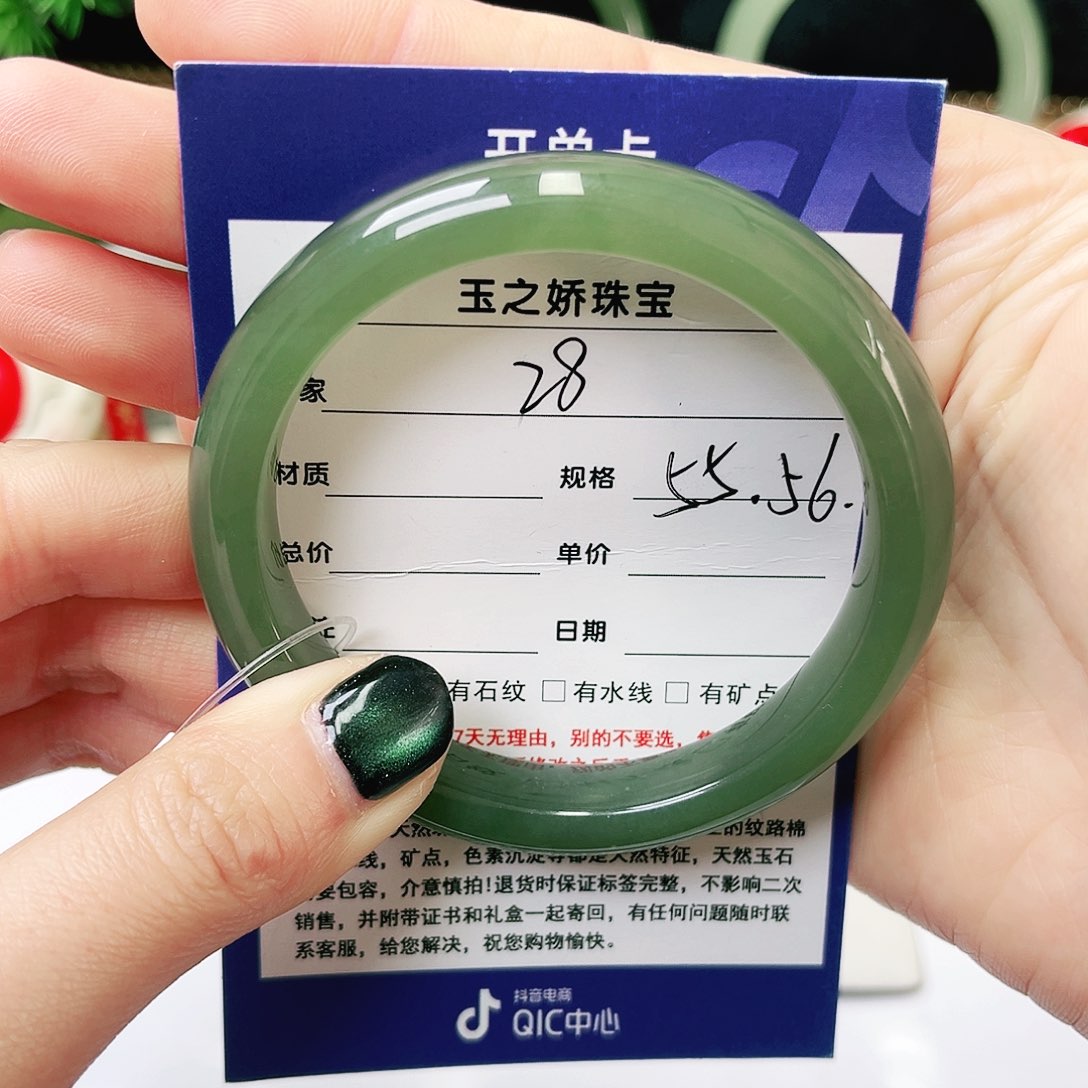 开单卡
玉之娇珠宝
家 28
材质 规格 55.56.
总价 单价
日期
有石纹 □有水线 □有矿点
7天无理由，别的不要选，
的纹路棉
线，矿点，色素沉淀等都是天然特征，天然玉石
要包容，介意慎拍!退货时保证标签完整，不影响二次
销售，并附带证书和礼盒一起寄回，有任何问题随时联
系客服，给您解决，祝您购物愉快。
抖音电商
QIC中心